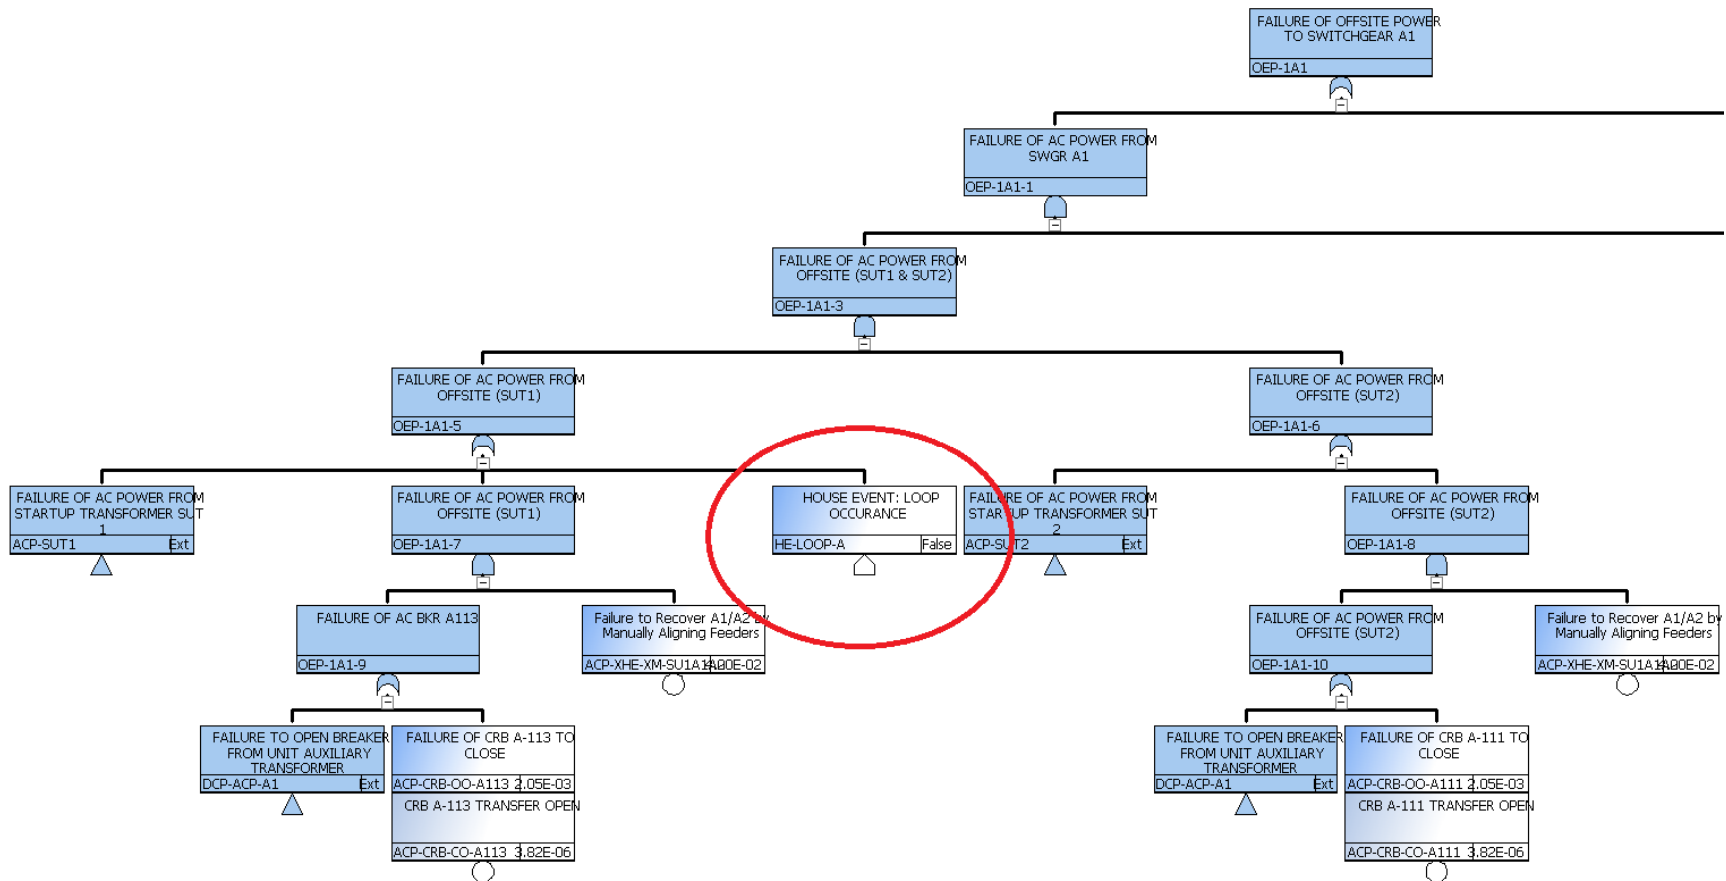 FAILURE OF OFFSITE POWER
TO SWITCHGEAR A1
OEP-1A1
FAILURE OF AC POWER FROM
SWGR A1
OEP-1A1-1
FAILURE OF AC POWER FROM
OFFSITE (SUT1 & SUT2)
OEP-1A1-3
FAILURE OF AC POWER FROM
OFFSITE (SUT1)
OEP-1A1-5
FAILURE OF AC POWER FROM
OFFSITE (SUT2)
OEP-1A1-6
FAILURE OF AC POWER FROM
STARTUP TRANSFORMER SUT
1
ACP-SUT1 Ext
FAILURE OF AC POWER FROM
OFFSITE (SUT1)
OEP-1A1-7
HOUSE EVENT: LOOP
OCCURANCE
HE-LOOP-A False
FAILURE OF AC POWER FROM
STARTUP TRANSFORMER SUT
2
ACP-SUT2 Ext
FAILURE OF AC POWER FROM
OFFSITE (SUT2)
OEP-1A1-8
FAILURE OF AC BKR A113
OEP-1A1-9
Failure to Recover A1/A2 by
Manually Aligning Feeders
FAILURE OF AC POWER FROM
OFFSITE (SUT2)
OEP-1A1-10
Failure to Recover A1/A2 by
Manually Aligning Feeders
FAILURE TO OPEN BREAKER
FROM UNIT AUXILIARY
TRANSFORMER
DCP-ACP-A1 Ext
FAILURE OF CRB A-113 TO
CLOSE
ACP-CRB-OO-A113 2.05E-03
CRB A-113 TRANSFER OPEN
ACP-CRB-CO-A113 3.82E-06
FAILURE TO OPEN BREAKER
FROM UNIT AUXILIARY
TRANSFORMER
DCP-ACP-A1 Ext
FAILURE OF CRB A-111 TO
CLOSE
ACP-CRB-OO-A111 2.05E-03
CRB A-111 TRANSFER OPEN
ACP-CRB-CO-A111 3.82E-06